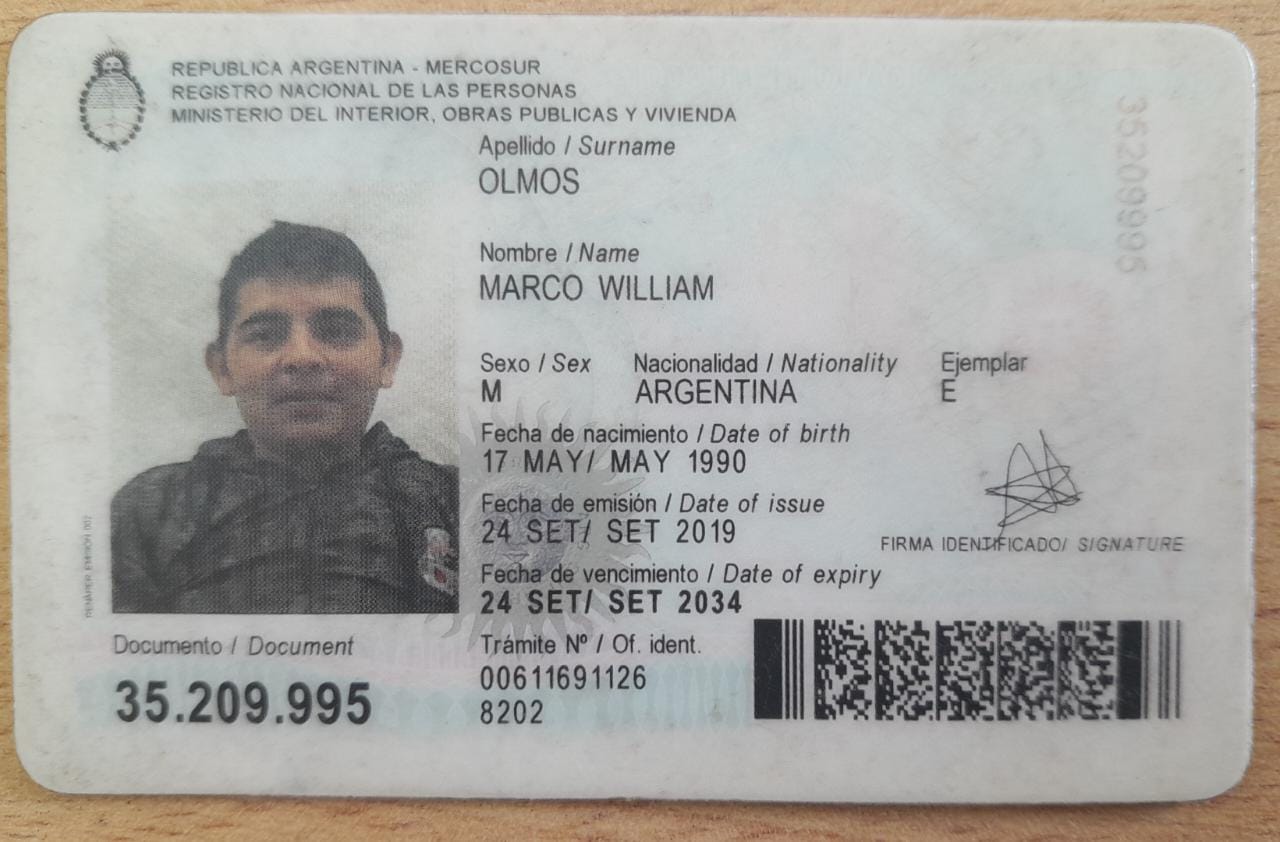 REPUBLICA ARGENTINA - MERCOSUR
REGISTRO NACIONAL DE LAS PERSONAS
MINISTERIO DEL INTERIOR, OBRAS PUBLICAS Y VIVIENDA
Apellido / Surname
OLMOS
Nombre / Name
MARCO WILLIAM
Sexo / Sex Nacionalidad / Nationality Ejemplar
M ARGENTINA E
Fecha de nacimiento / Date of birth
17 MAY/ MAY 1990
Fecha de emisión / Date of issue
24 SET/ SET 2019
FIRMA IDENTIFICADO/ SIGNATURE
Fecha de vencimiento / Date of expiry
24 SET/ SET 2034
Documento / Document
35.209.995
Trámite Nº / Of. ident.
00611691126
8202
35209995